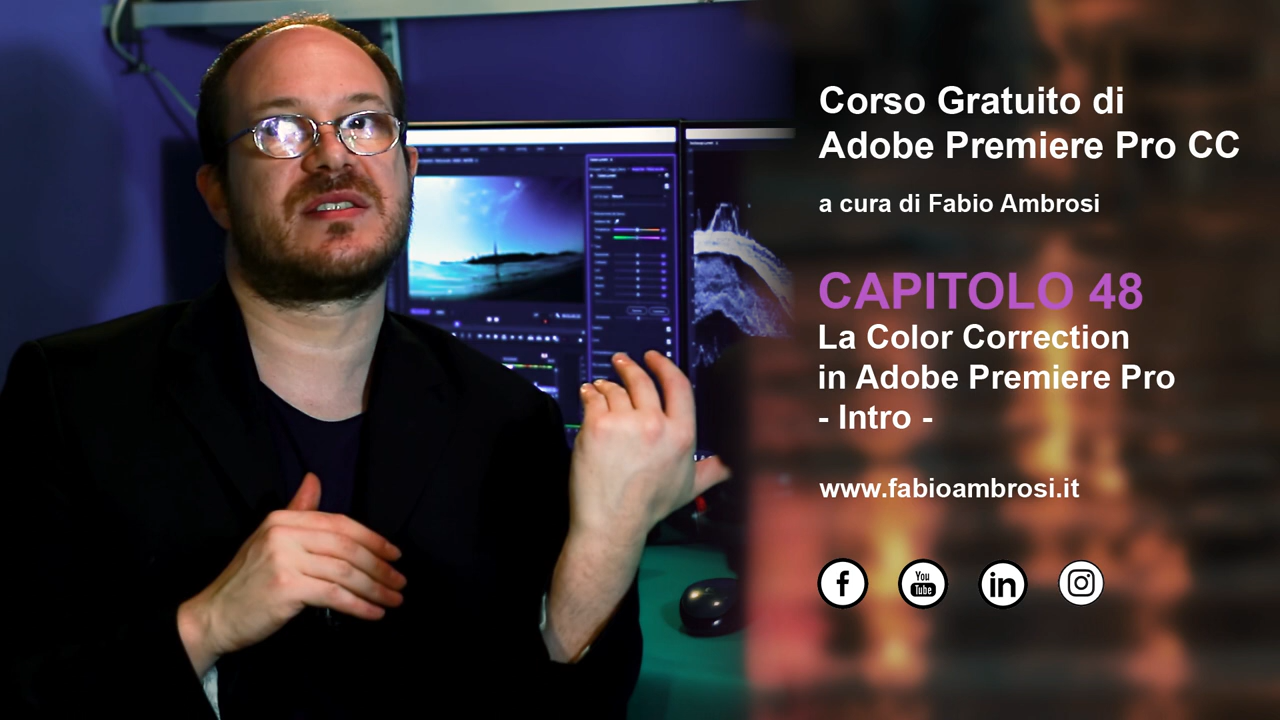 Corso Gratuito di
Adobe Premiere Pro CC
a cura di Fabio Ambrosi
CAPITOLO 48
La Color Correction
in Adobe Premiere Pro
- Intro -
www.fabioambrosi.it
f
You
Tube
in